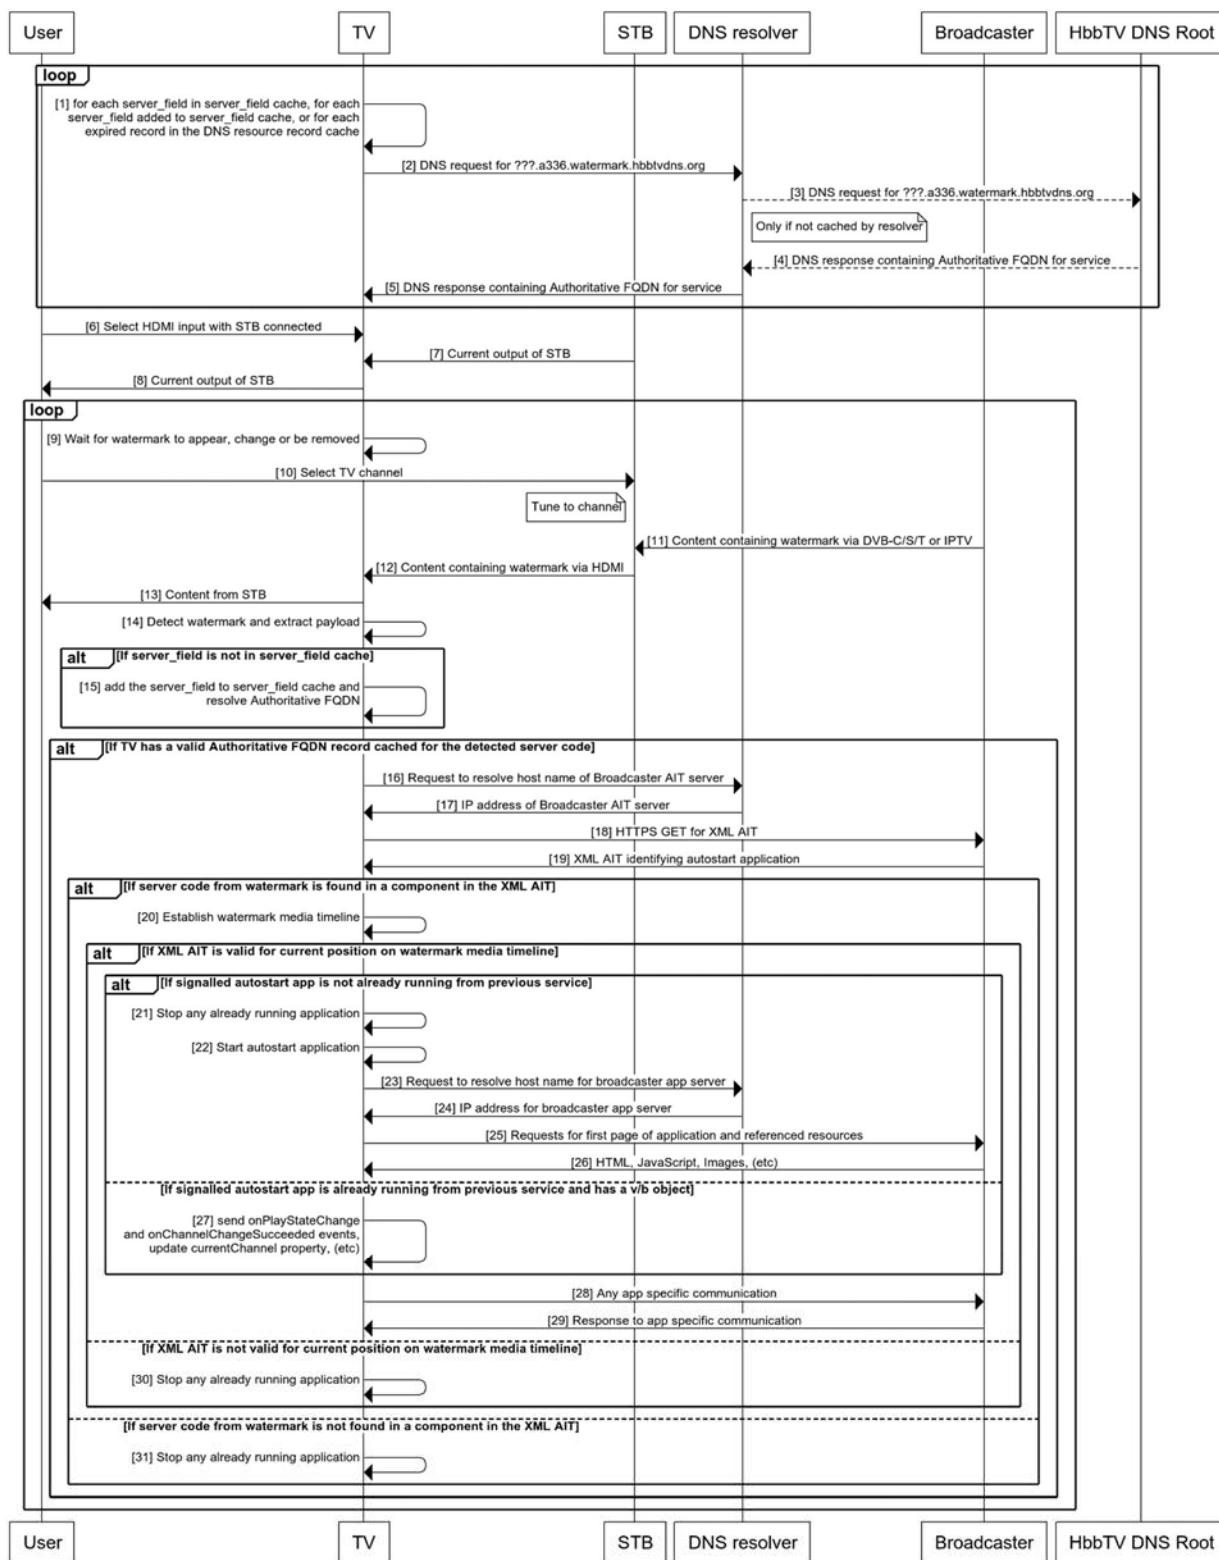 User TV STB DNS resolver Broadcaster HbbTV DNS Root
loop
[1] for each server_field in server_field cache, for each
server_field added to server_field cache, or for each
expired record in the DNS resource record cache
[2] DNS request for ???.a336.watermark.hbbtvdns.org
[3] DNS request for ???.a336.watermark.hbbtvdns.org
Only if not cached by resolver
[4] DNS response containing Authoritative FQDN for service
[5] DNS response containing Authoritative FQDN for service
[6] Select HDMI input with STB connected
[7] Current output of STB
[8] Current output of STB
loop
[9] Wait for watermark to appear, change or be removed
[10] Select TV channel
Tune to channel
[11] Content containing watermark via DVB-C/S/T or IPTV
[12] Content containing watermark via HDMI
[13] Content from STB
[14] Detect watermark and extract payload
alt [If server_field is not in server_field cache]
[15] add the server_field to server_field cache and
resolve Authoritative FQDN
alt [If TV has a valid Authoritative FQDN record cached for the detected server code]
[16] Request to resolve host name of Broadcaster AIT server
[17] IP address of Broadcaster AIT server
[18] HTTPS GET for XML AIT
[19] XML AIT identifying autostart application
alt [If server code from watermark is found in a component in the XML AIT]
[20] Establish watermark media timeline
alt [If XML AIT is valid for current position on watermark media timeline]
alt [If signalled autostart app is not already running from previous service]
[21] Stop any already running application
[22] Start autostart application
[23] Request to resolve host name for broadcaster app server
[24] IP address for broadcaster app server
[25] Requests for first page of application and referenced resources
[26] HTML, JavaScript, Images, (etc)
[If signalled autostart app is already running from previous service and has a v/b object]
[27] send onPlayStateChange
and onChannelChangeSucceeded events,
update currentChannel property, (etc)
[28] Any app specific communication
[29] Response to app specific communication
[If XML AIT is not valid for current position on watermark media timeline]
[30] Stop any already running application
[If server code from watermark is not found in a component in the XML AIT]
[31] Stop any already running application
User TV STB DNS resolver Broadcaster HbbTV DNS Root